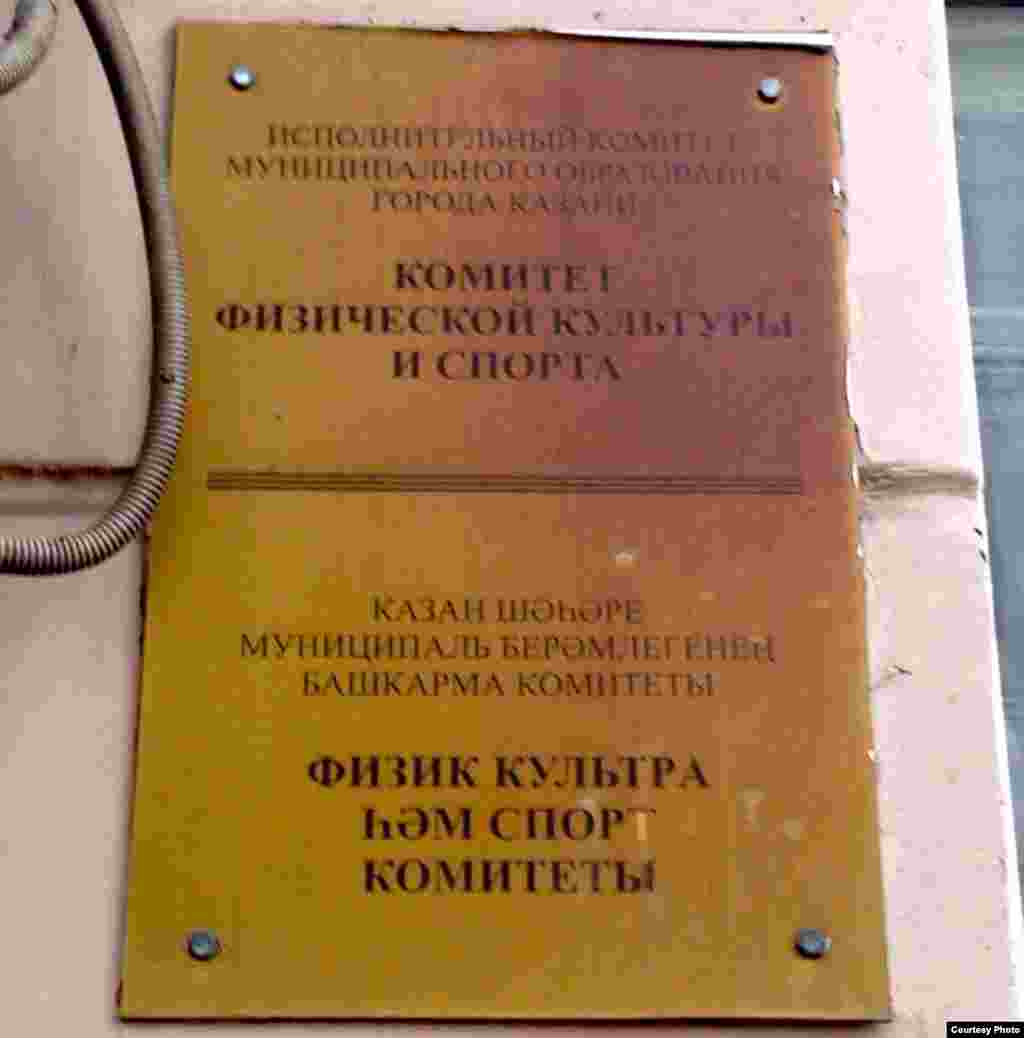 ИСПОЛНИТЕЛЬНЫЙ КОМИТЕТ
МУНИЦИПАЛЬНОГО ОБРАЗОВАНИЯ
ГОРОДА КАЗАНИ
КОМИТЕТ
ФИЗИЧЕСКОЙ КУЛЬТУРЫ
И СПОРТА
КАЗАН ШӘҺӘРЕ
МУНИЦИПАЛЬ БЕРӘМЛЕГЕНЕҢ
БАШКАРМА КОМИТЕТЫ
ФИЗИК КУЛЬТРА
ҺӘМ СПОРТ
КОМИТЕТЫ
Courtesy Photo